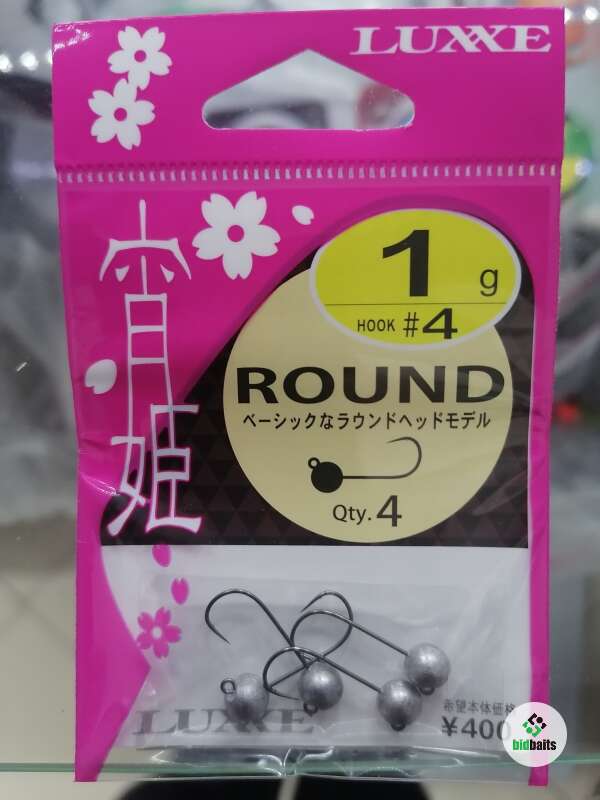 LUXXE
宵姫
1 g
HOOK #4
ROUND
ベーシックなラウンドヘッドモデル
Qty. 4
LUXXE
希望本体価格
¥400
bidbaits